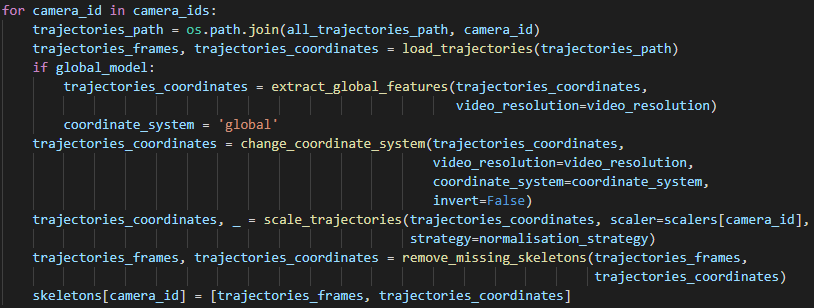 for camera_id in camera_ids:
    trajectories_path = os.path.join(all_trajectories_path, camera_id)
    trajectories_frames, trajectories_coordinates = load_trajectories(trajectories_path)
    if global_model:
        trajectories_coordinates = extract_global_features(trajectories_coordinates,
                                                           video_resolution=video_resolution)
        coordinate_system = 'global'
    trajectories_coordinates = change_coordinate_system(trajectories_coordinates,
                                                        video_resolution=video_resolution,
                                                        coordinate_system=coordinate_system,
                                                        invert=False)
    trajectories_coordinates, _ = scale_trajectories(trajectories_coordinates, scaler=scalers[camera_id],
                                                     strategy=normalisation_strategy)
    trajectories_frames, trajectories_coordinates = remove_missing_skeletons(trajectories_frames,
                                                                             trajectories_coordinates)
    skeletons[camera_id] = [trajectories_frames, trajectories_coordinates]